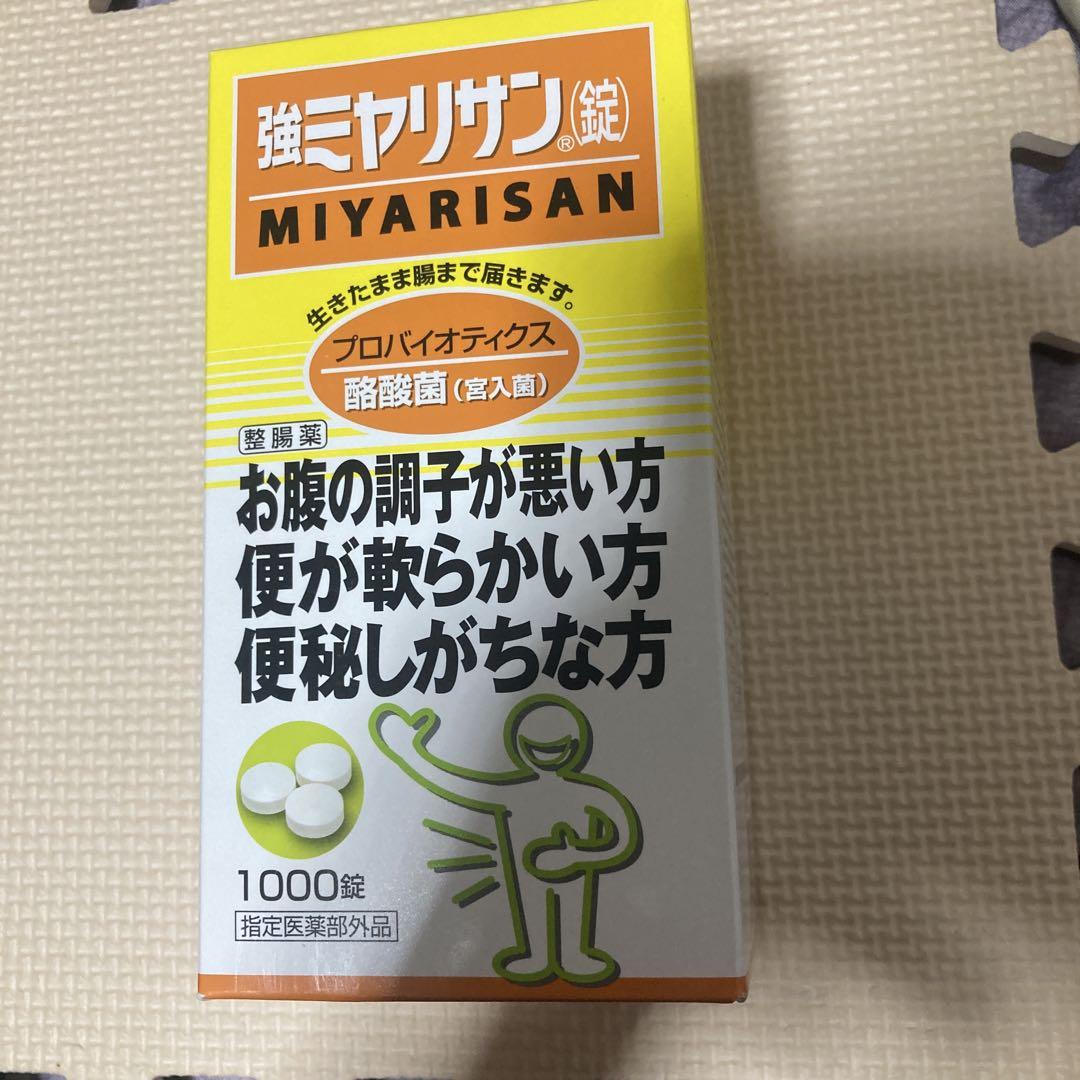 強ミヤリサン®(錠)
MIYARISAN
生きたまま腸まで届きます。
プロバイオティクス
酪酸菌(宮入菌)
整腸薬
お腹の調子が悪い方
便が軟らかい方
便秘しがちな方
1000錠
指定医薬部外品